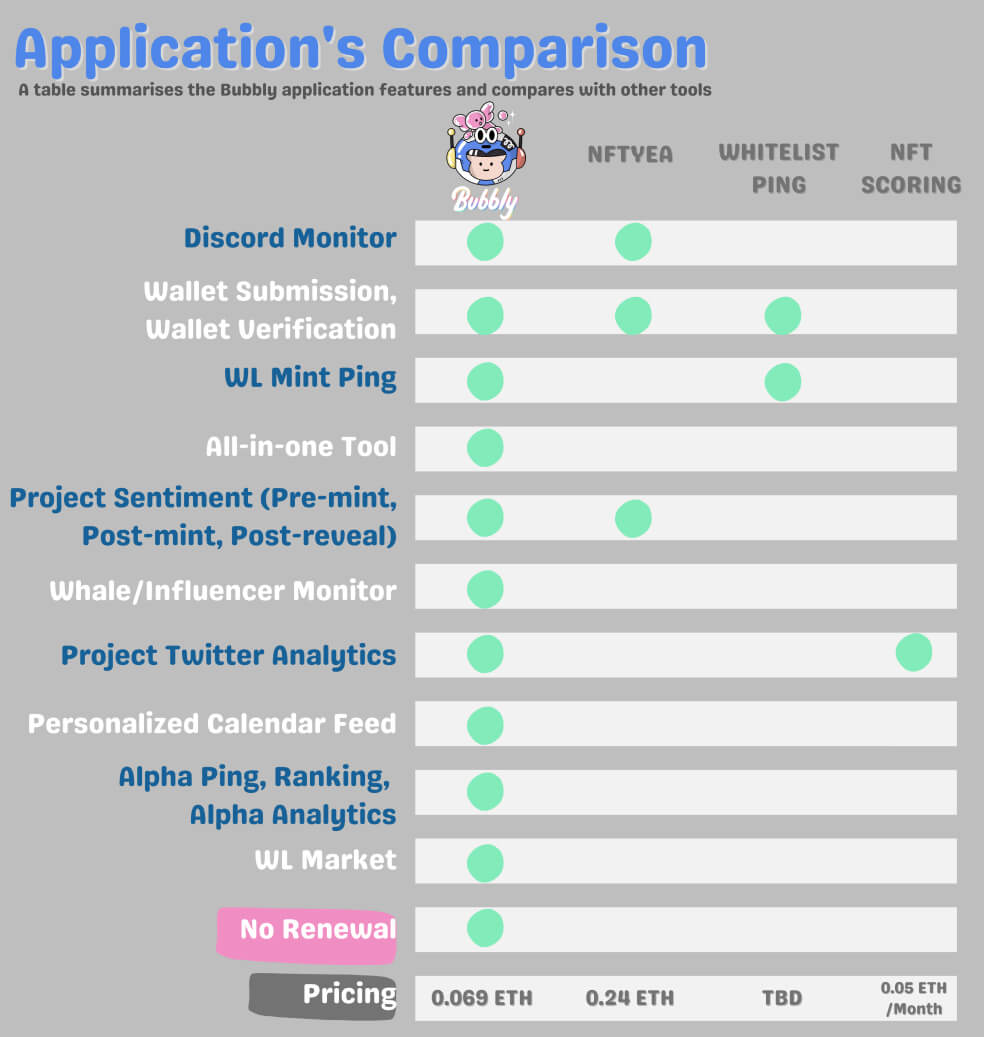 Application's Comparison
A table summarises the Bubbly application features and compares with other tools
Bubbly
NFTYEA
WHITELIST
PING
NFT
SCORING
Discord Monitor
Wallet Submission,
Wallet Verification
WL Mint Ping
All-in-one Tool
Project Sentiment (Pre-mint,
Post-mint, Post-reveal)
Whale/Influencer Monitor
Project Twitter Analytics
Personalized Calendar Feed
Alpha Ping, Ranking,
Alpha Analytics
WL Market
No Renewal
Pricing
0.069 ETH
0.24 ETH
TBD
0.05 ETH
/Month